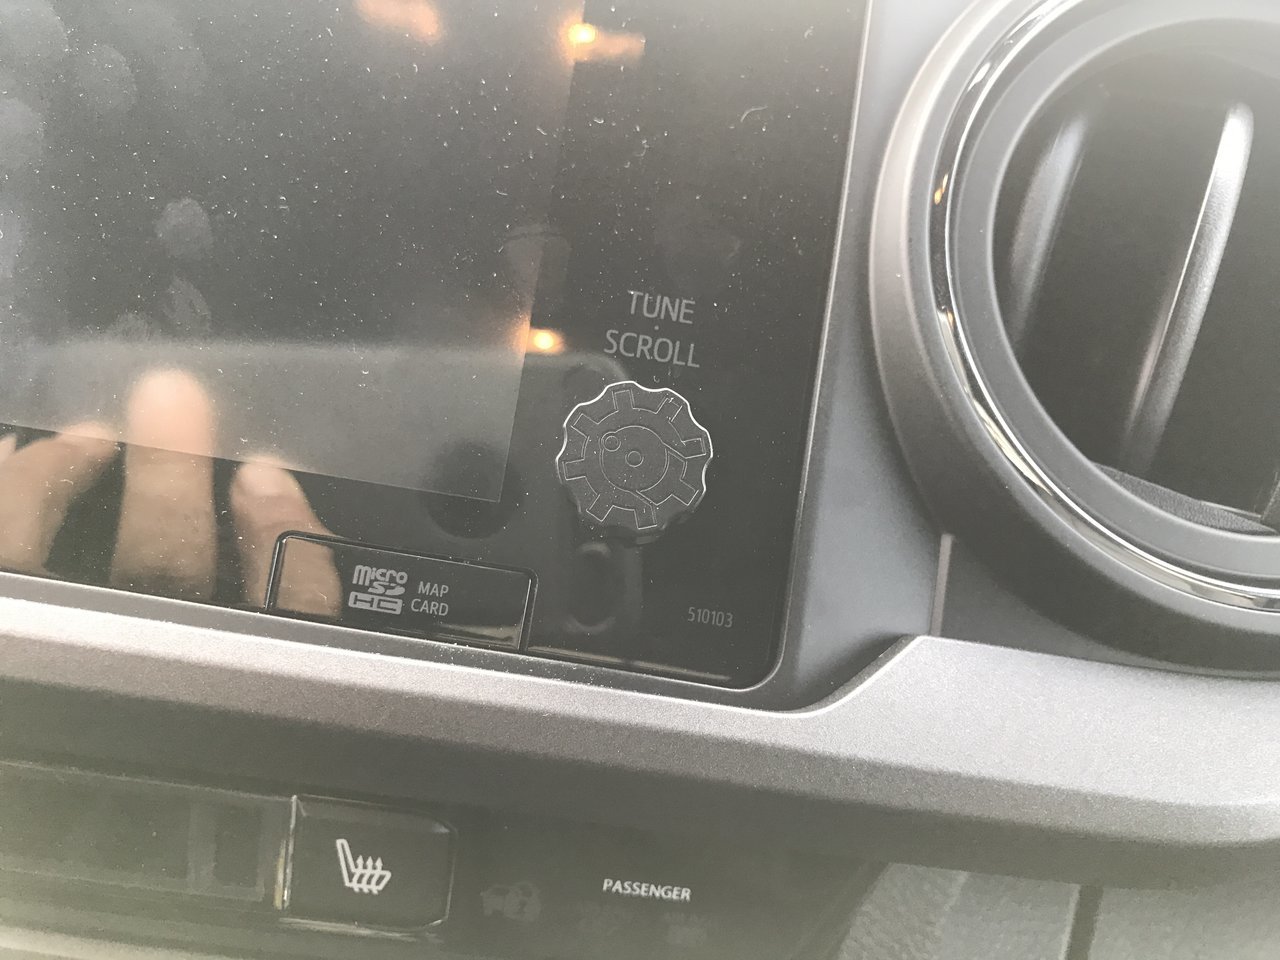 TUNE
SCROLL
micro
SD
HC
MAP
CARD
510103
PASSENGER